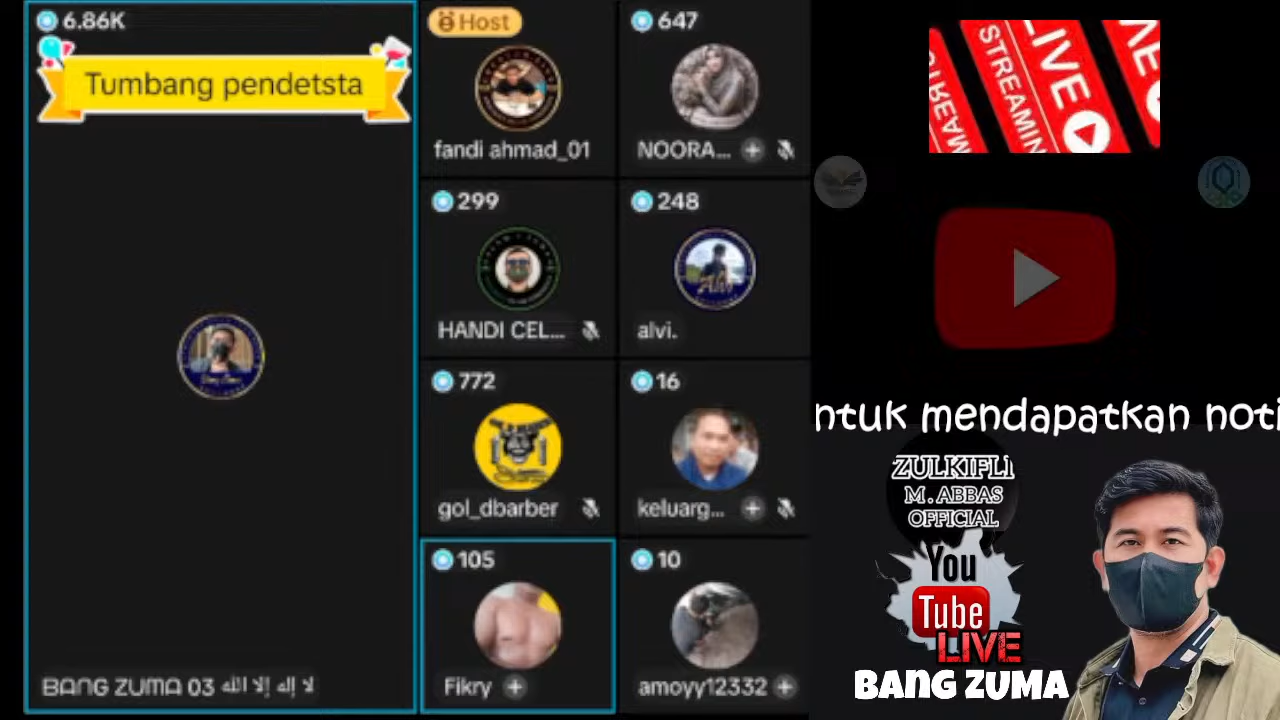 6.86K
Tumbang pendetsta
BANG ZUMA 03 لا إله إلا الله
Host
fandi ahmad_01
647
NOORA...
299
HANDI CEL...
248
alvi.
772
gol_dbarber
16
keluarg...
105
Fikry
10
amoyy12332
STREAM
LIVE
STREAMIN
LIVE
ntuk mendapatkan noti
ZULKIFLI
M.ABBAS
OFFICIAL
You
Tube
LIVE
BANG ZUMA